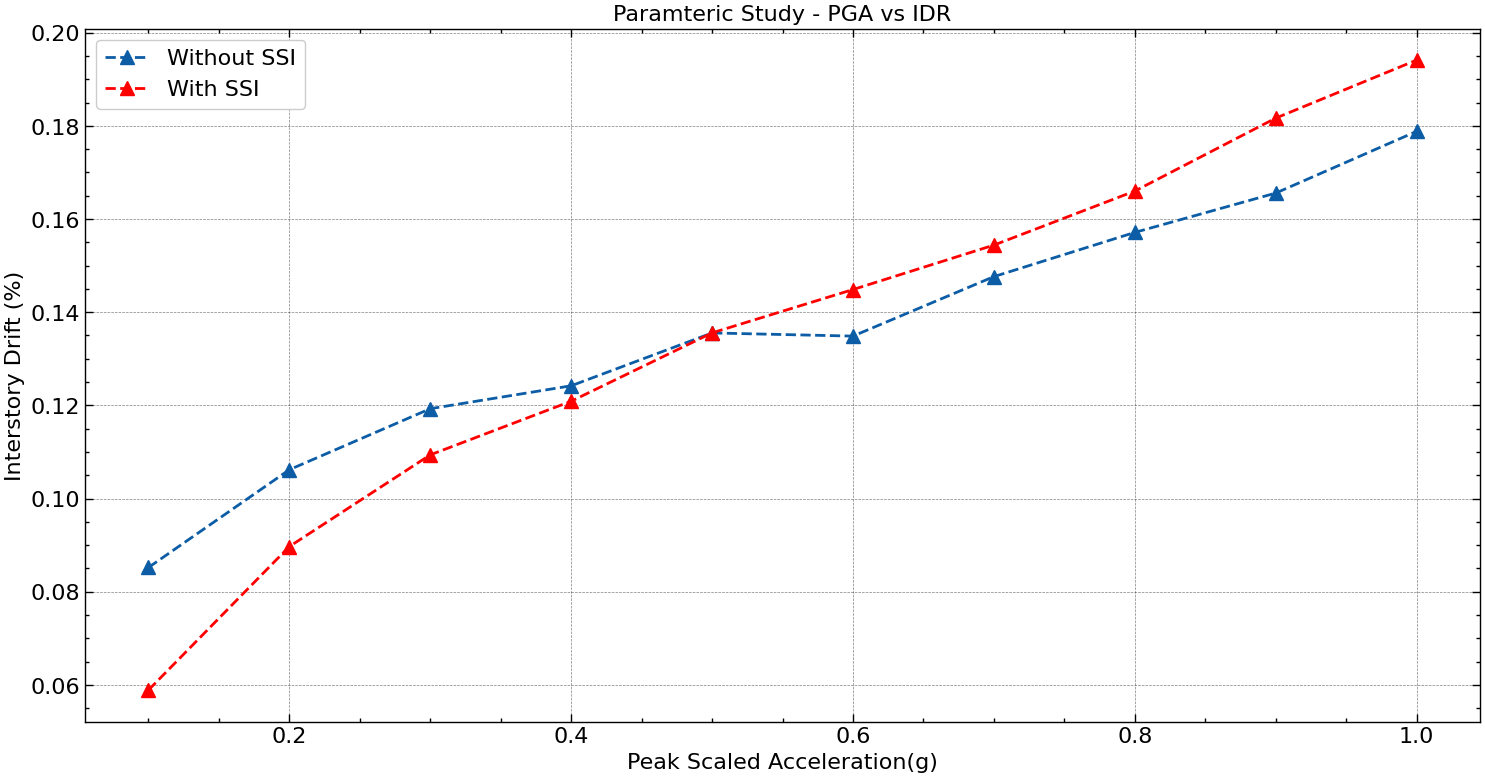 Paramteric Study - PGA vs IDR
Without SSI
With SSI
0.20
0.18
0.16
0.14
0.12
0.10
0.08
0.06
Interstory Drift (%)
0.2 0.4 0.6 0.8 1.0
Peak Scaled Acceleration(g)